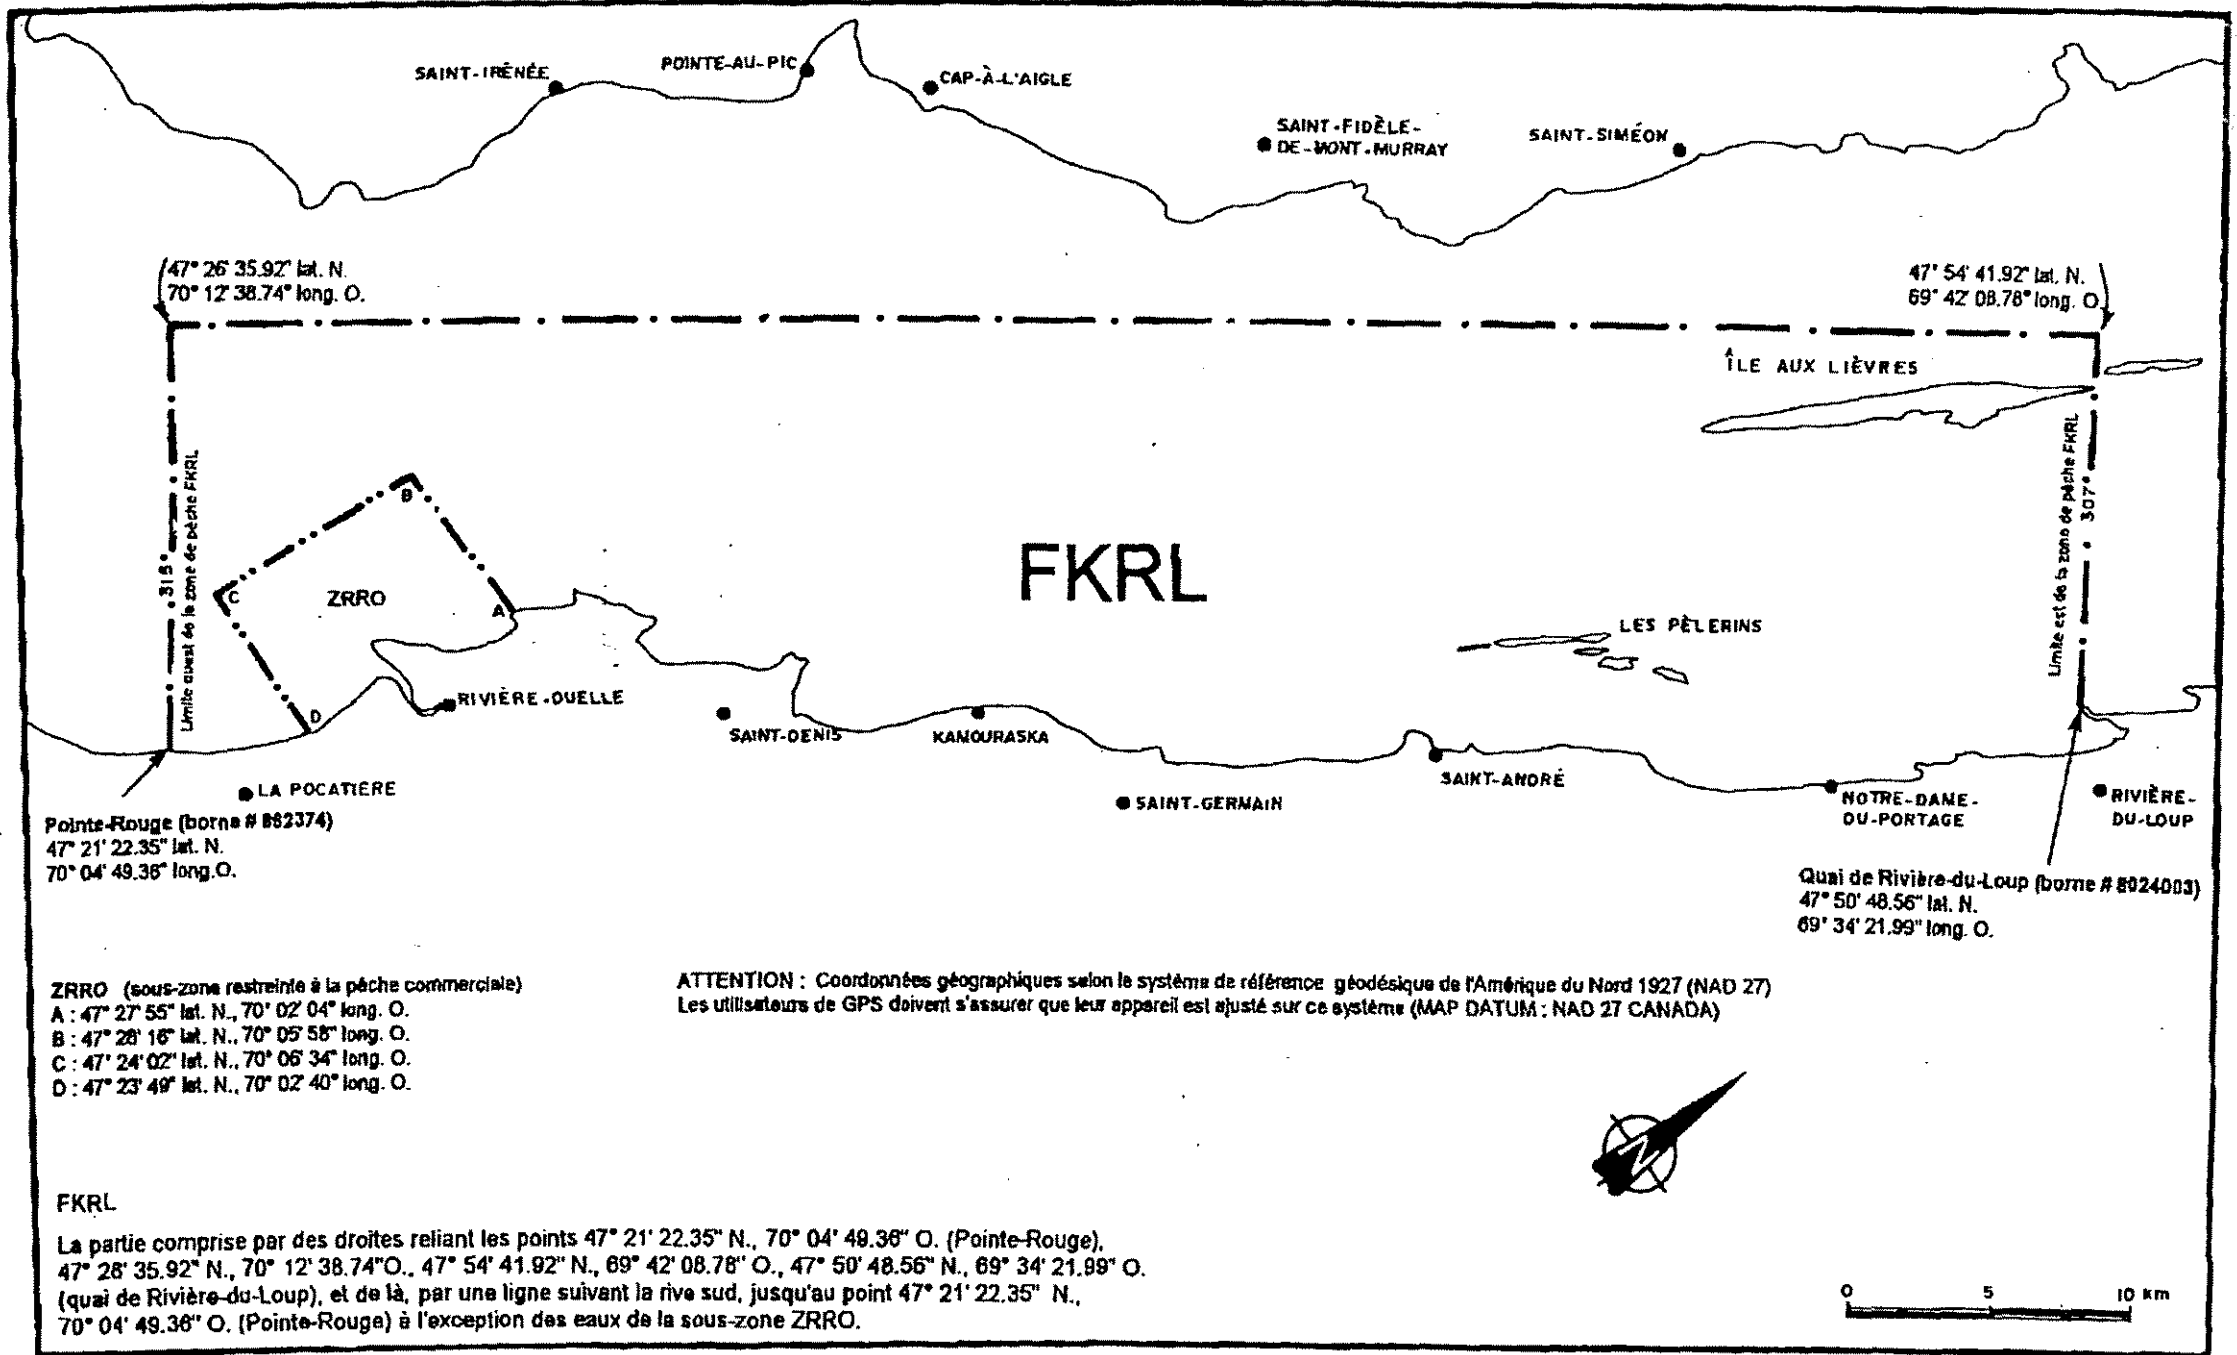 SAINT-IRÉNÉE
POINTE-AU-PIC
CAP-À-L'AIGLE
SAINT-FIDÈLE-
DE-MONT-MURRAY
SAINT-SIMÉON
47° 26' 35.92" lat. N.
70° 12' 38.74" long. O.
47° 54' 41.92" lat. N.
69° 42' 08.78" long. O.
ÎLE AUX LIÈVRES
315°
Limite ouest de la zone de pêche FKRL
B
C
ZRRO
A
D
FKRL
LES PÈLERINS
Limite est de la zone de pêche FKRL
307°
RIVIÈRE-OUELLE
SAINT-DENIS
KAMOURASKA
LA POCATIÈRE
SAINT-GERMAIN
SAINT-ANDRÉ
NOTRE-DAME-
DU-PORTAGE
RIVIÈRE-
DU-LOUP
Pointe-Rouge (borne # 882374)
47° 21' 22.35" lat. N.
70° 04' 49.36" long.O.
Quai de Rivière-du-Loup (borne # 8024003)
47° 50' 48.56" lat. N.
69° 34' 21.99" long. O.
ZRRO (sous-zone restreinte à la pêche commerciale)
A : 47° 27' 55" lat. N., 70° 02' 04" long. O.
B : 47° 28' 16" lat. N., 70° 05' 58" long. O.
C : 47° 24' 02" lat. N., 70° 06' 34" long. O.
D : 47° 23' 49" lat. N., 70° 02' 40" long. O.
ATTENTION : Coordonnées géographiques selon le système de référence géodésique de l'Amérique du Nord 1927 (NAD 27)
Les utilisateurs de GPS doivent s'assurer que leur appareil est ajusté sur ce système (MAP DATUM : NAD 27 CANADA)
N
FKRL
La partie comprise par des droites reliant les points 47° 21' 22.35" N., 70° 04' 49.36" O. (Pointe-Rouge),
47° 26' 35.92" N., 70° 12' 38.74"O., 47° 54' 41.92" N., 69° 42' 08.78" O., 47° 50' 48.56" N., 69° 34' 21.99" O.
(quai de Rivière-du-Loup), et de là, par une ligne suivant la rive sud, jusqu'au point 47° 21' 22.35" N.,
70° 04' 49.36" O. (Pointe-Rouge) à l'exception des eaux de la sous-zone ZRRO.
0 5 10 km